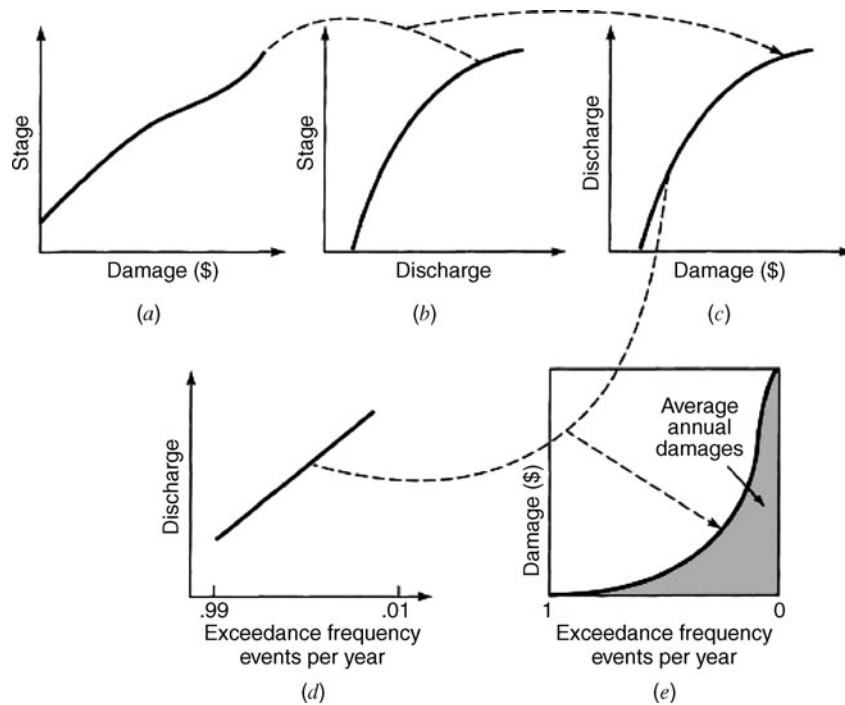 Stage
Damage ($)
(a)
Stage
Discharge
(b)
Discharge
Damage ($)
(c)
Discharge
.99
.01
Exceedance frequency
events per year
(d)
Average
annual
damages
Damage ($)
1
0
Exceedance frequency
events per year
(e)